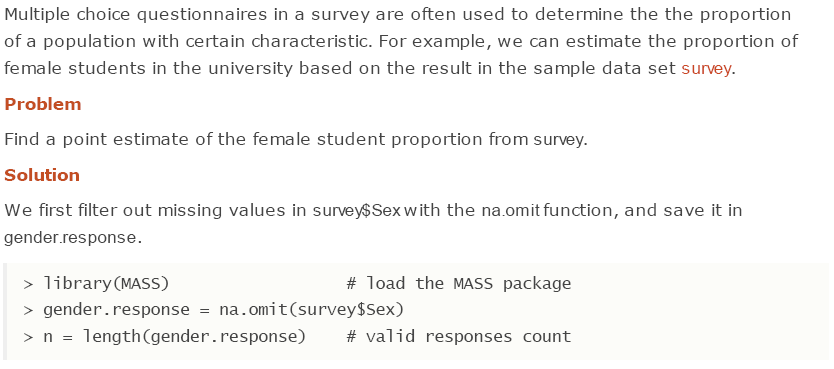 Multiple choice questionnaires in a survey are often used to determine the the proportion
of a population with certain characteristic. For example, we can estimate the proportion of
female students in the university based on the result in the sample data set survey.
Problem
Find a point estimate of the female student proportion from survey.
Solution
We first filter out missing values in survey$Sex with the na.omit function, and save it in
gender.response.
> library(MASS)                  # load the MASS package
> gender.response = na.omit(survey$Sex)
> n = length(gender.response)    # valid responses count